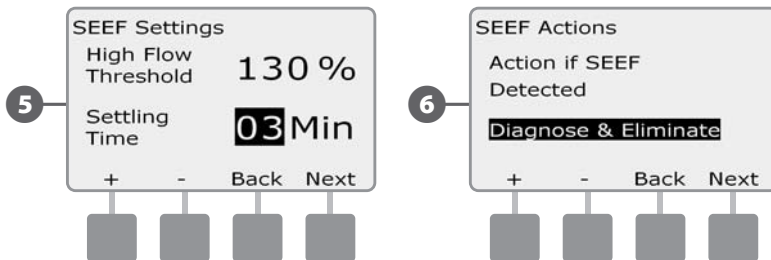 SEEF Settings
High Flow
Threshold
130 %
Settling
Time
03 Min
+ - Back Next
5
SEEF Actions
Action if SEEF
Detected
Diagnose & Eliminate
+ - Back Next
6